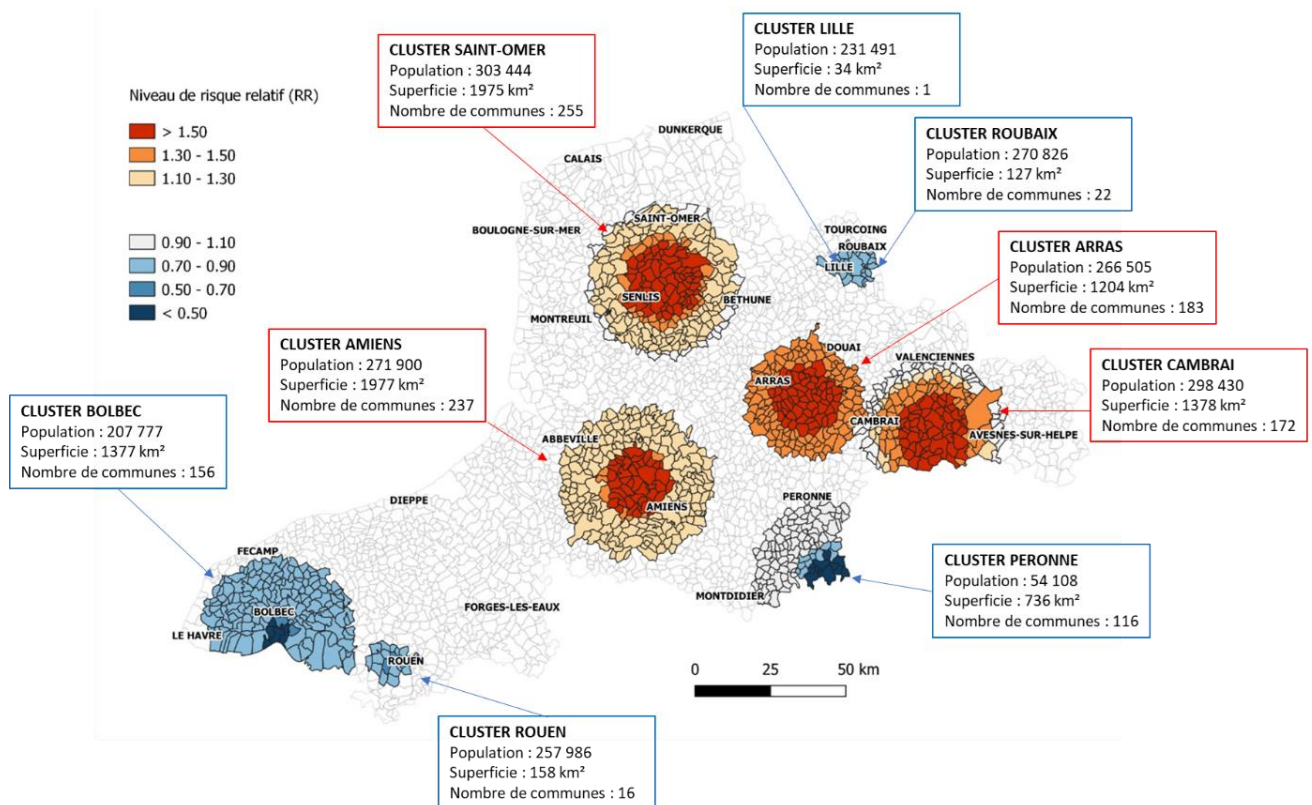 CLUSTER LILLE
Population : 231 491
Superficie : 34 km²
Nombre de communes : 1
CLUSTER SAINT-OMER
Population : 303 444
Superficie : 1975 km²
Nombre de communes : 255
Niveau de risque relatif (RR)
> 1.50
1.30 - 1.50
1.10 - 1.30
0.90 - 1.10
0.70 - 0.90
0.50 - 0.70
< 0.50
CLUSTER ROUBAIX
Population : 270 826
Superficie : 127 km²
Nombre de communes : 22
DUNKERQUE
CALAIS
SAINT-OMER
BOULOGNE-SUR-MER
TOURCOING
ROUBAIX
LILLE
CLUSTER ARRAS
Population : 266 505
Superficie : 1204 km²
Nombre de communes : 183
SENLIS
BETHUNE
MONTREUIL
CLUSTER AMIENS
Population : 271 900
Superficie : 1977 km²
Nombre de communes : 237
DOUAI
VALENCIENNES
ARRAS
CLUSTER CAMBRAI
Population : 298 430
Superficie : 1378 km²
Nombre de communes : 172
CLUSTER BOLBEC
Population : 207 777
Superficie : 1377 km²
Nombre de communes : 156
CAMBRAI
AVESNES-SUR-HELPE
ABBEVILLE
DIEPPE
PERONNE
AMIENS
FECAMP
CLUSTER PERONNE
Population : 54 108
Superficie : 736 km²
Nombre de communes : 116
MONTDIDIER
FORGES-LES-EAUX
BOLBEC
LE HAVRE
ROUEN
0 25 50 km
CLUSTER ROUEN
Population : 257 986
Superficie : 158 km²
Nombre de communes : 16